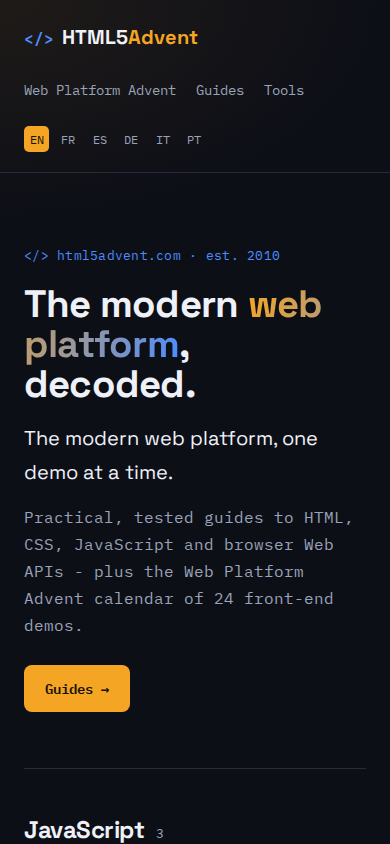 </> HTML5Advent
Web Platform Advent Guides Tools
EN FR ES DE IT PT
</> html5advent.com · est. 2010
The modern web
platform,
decoded.
The modern web platform, one
demo at a time.
Practical, tested guides to HTML,
CSS, JavaScript and browser Web
APIs - plus the Web Platform
Advent calendar of 24 front-end
demos.
Guides →
JavaScript 3